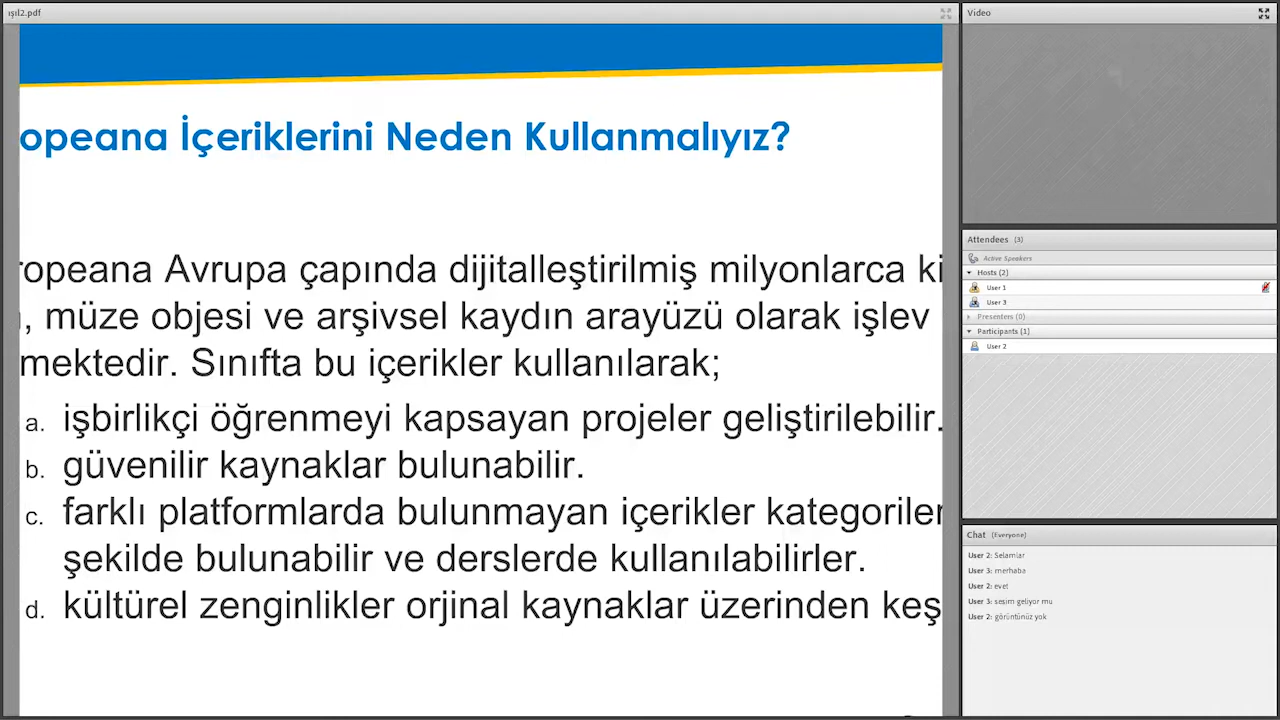 ışıl2.pdf
opeana İçeriklerini Neden Kullanmalıyız?
ropeana Avrupa çapında dijitalleştirilmiş milyonlarca ki
, müze objesi ve arşivsel kaydın arayüzü olarak işlev
mektedir. Sınıfta bu içerikler kullanılarak;
a. işbirlikçi öğrenmeyi kapsayan projeler geliştirilebilir.
b. güvenilir kaynaklar bulunabilir.
c. farklı platformlarda bulunmayan içerikler kategoriler
şekilde bulunabilir ve derslerde kullanılabilirler.
d. kültürel zenginlikler orjinal kaynaklar üzerinden keş
Video
Attendees (3)
Active Speakers
Hosts (2)
User 1
User 3
Presenters (0)
Participants (1)
User 2
Chat (Everyone)
User 2: Selamlar
User 3: merhaba
User 2: evet
User 3: sesim geliyor mu
User 2: görüntünüz yok